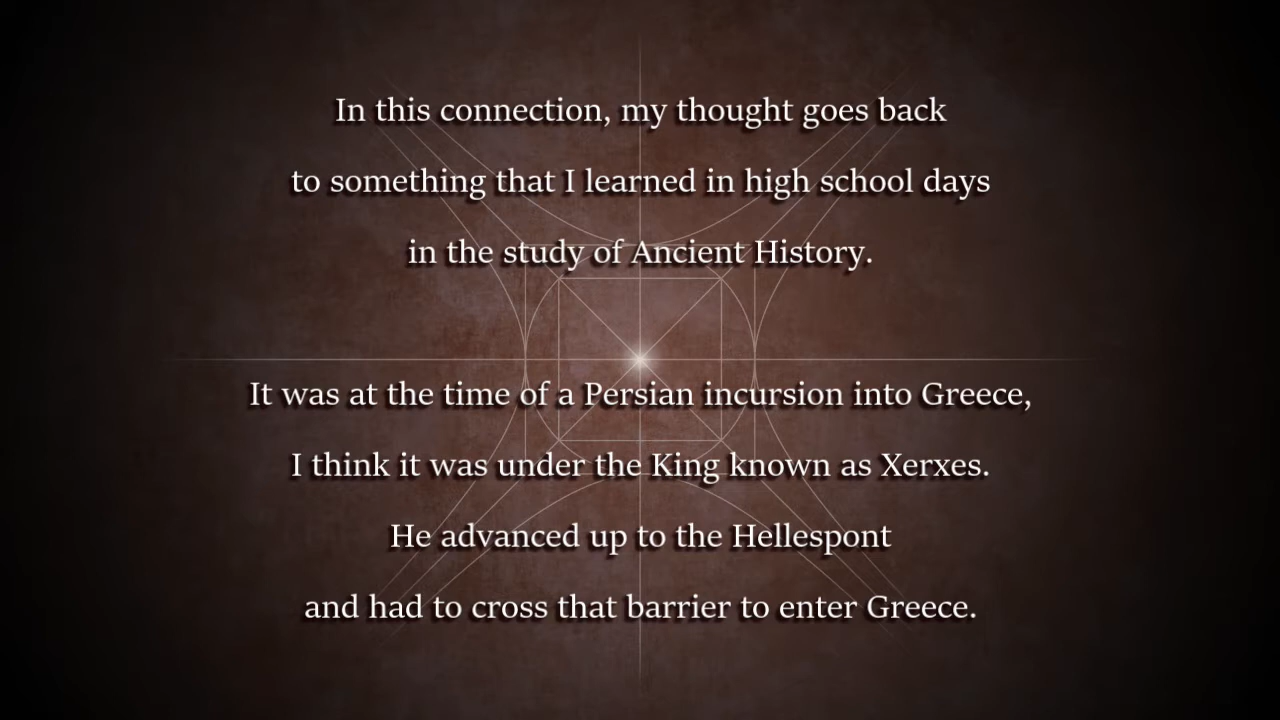 In this connection, my thought goes back
to something that I learned in high school days
in the study of Ancient History.
It was at the time of a Persian incursion into Greece,
I think it was under the King known as Xerxes.
He advanced up to the Hellespont
and had to cross that barrier to enter Greece.